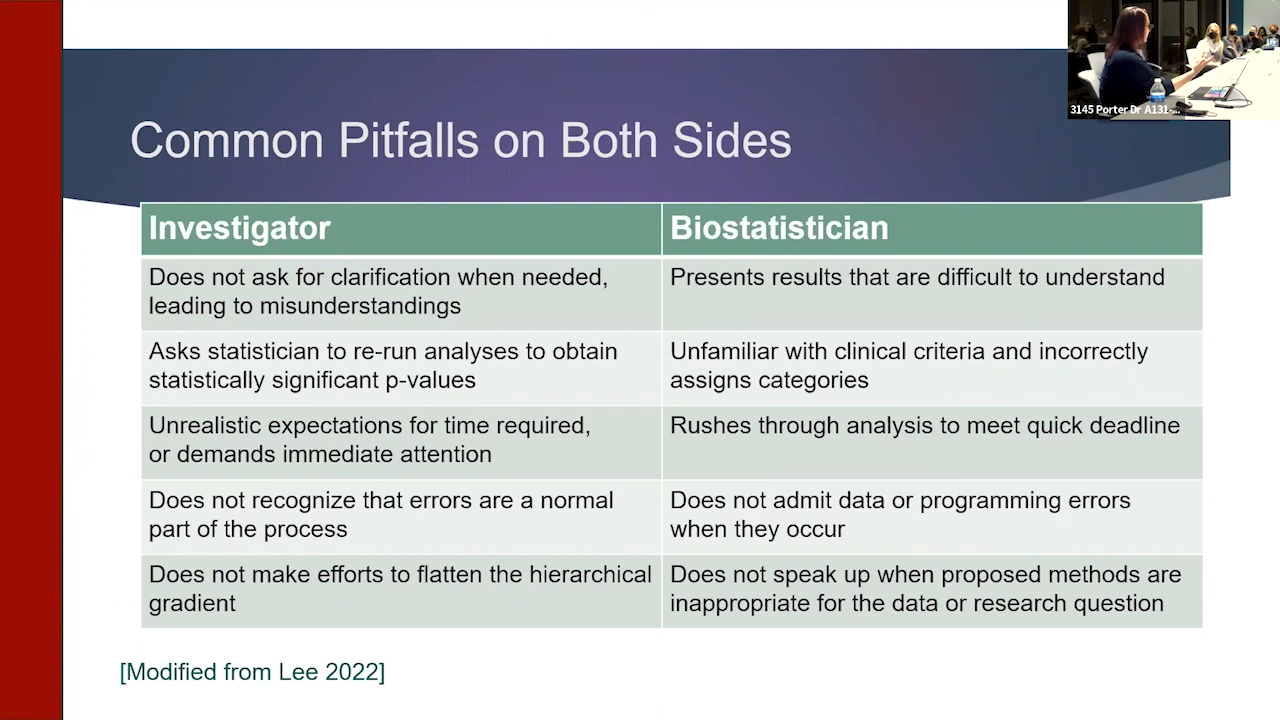 3145 Porter Dr A131-...
Common Pitfalls on Both Sides
Investigator
Biostatistician
Does not ask for clarification when needed,
leading to misunderstandings
Presents results that are difficult to understand
Asks statistician to re-run analyses to obtain
statistically significant p-values
Unfamiliar with clinical criteria and incorrectly
assigns categories
Unrealistic expectations for time required,
or demands immediate attention
Rushes through analysis to meet quick deadline
Does not recognize that errors are a normal
part of the process
Does not admit data or programming errors
when they occur
Does not make efforts to flatten the hierarchical
gradient
Does not speak up when proposed methods are
inappropriate for the data or research question
[Modified from Lee 2022]